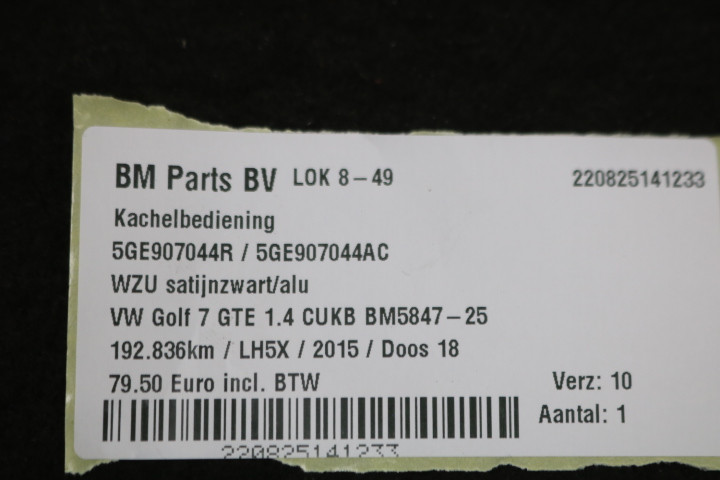 BM Parts BV LOK 8-49 220825141233
Kachelbediening
5GE907044R / 5GE907044AC
WZU satijnzwart/alu
VW Golf 7 GTE 1.4 CUKB BM5847-25
192.836km / LH5X / 2015 / Doos 18
79.50 Euro incl. BTW Verz: 10
Aantal: 1
220825141233